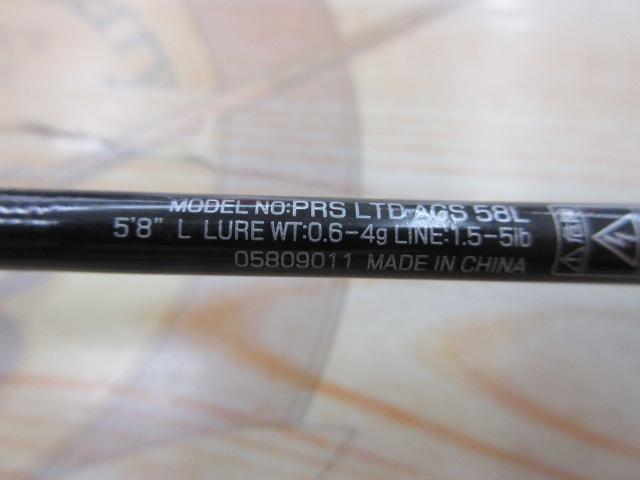 MODEL NO:PRS LTD AGS 58L
5'8" L LURE WT:0.6-4g LINE:1.5-5lb
05809011 MADE IN CHINA